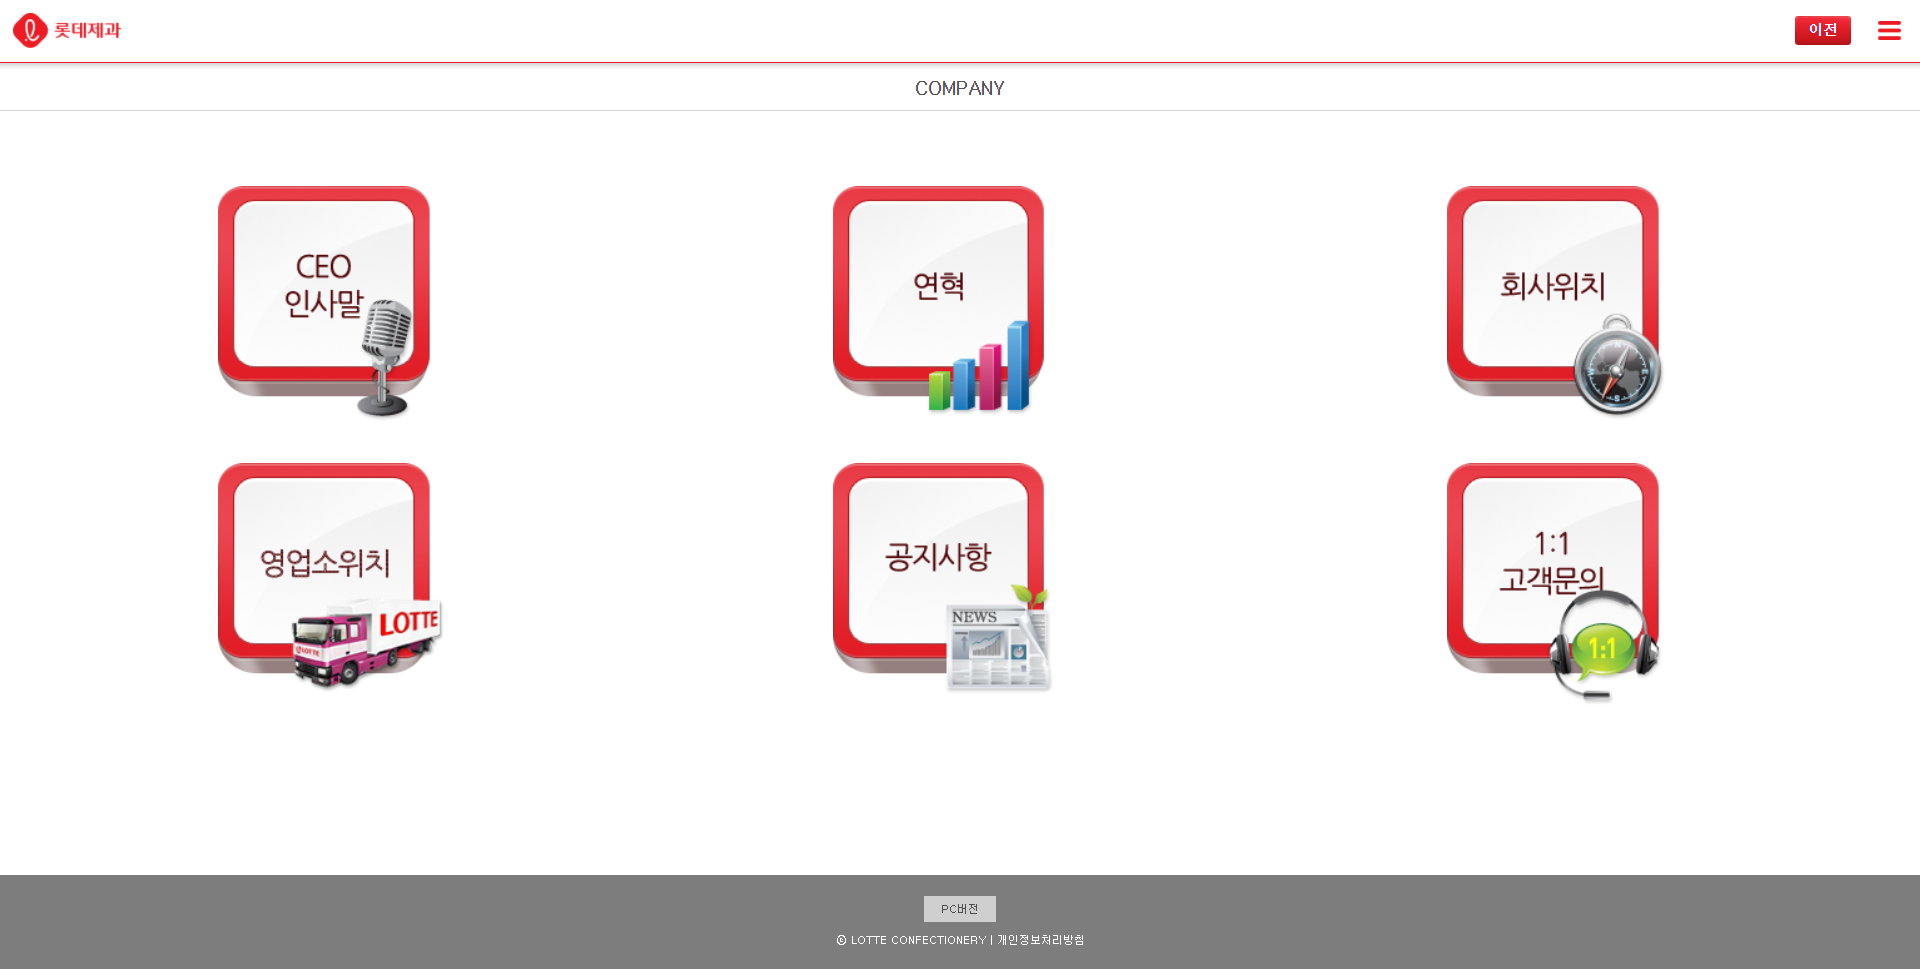 롯데제과
이전
COMPANY
CEO
인사말
연혁
회사위치
영업소위치
LOTTE
LOTTE
공지사항
NEWS
1:1
고객문의
1:1
PC버전
ⓒ LOTTE CONFECTIONERY | 개인정보처리방침